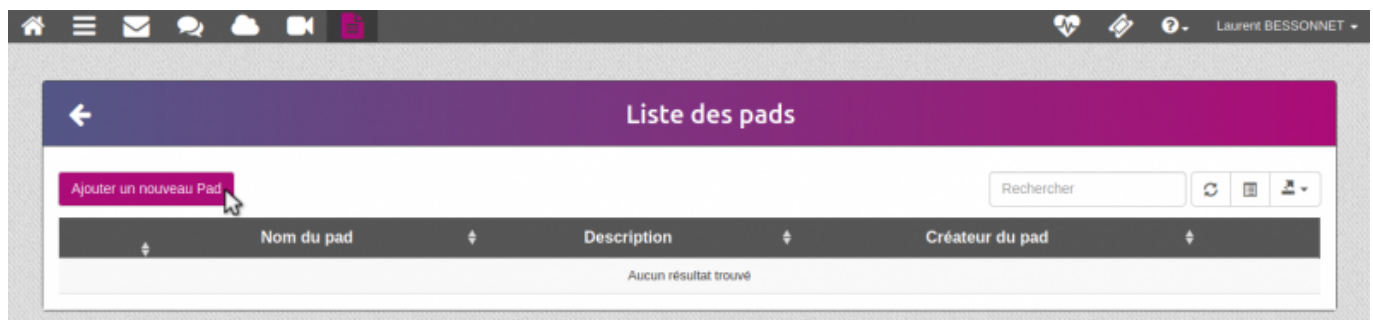 Laurent BESSONNET
Liste des pads
Ajouter un nouveau Pad
Rechercher
Nom du pad Description Créateur du pad
Aucun résultat trouvé